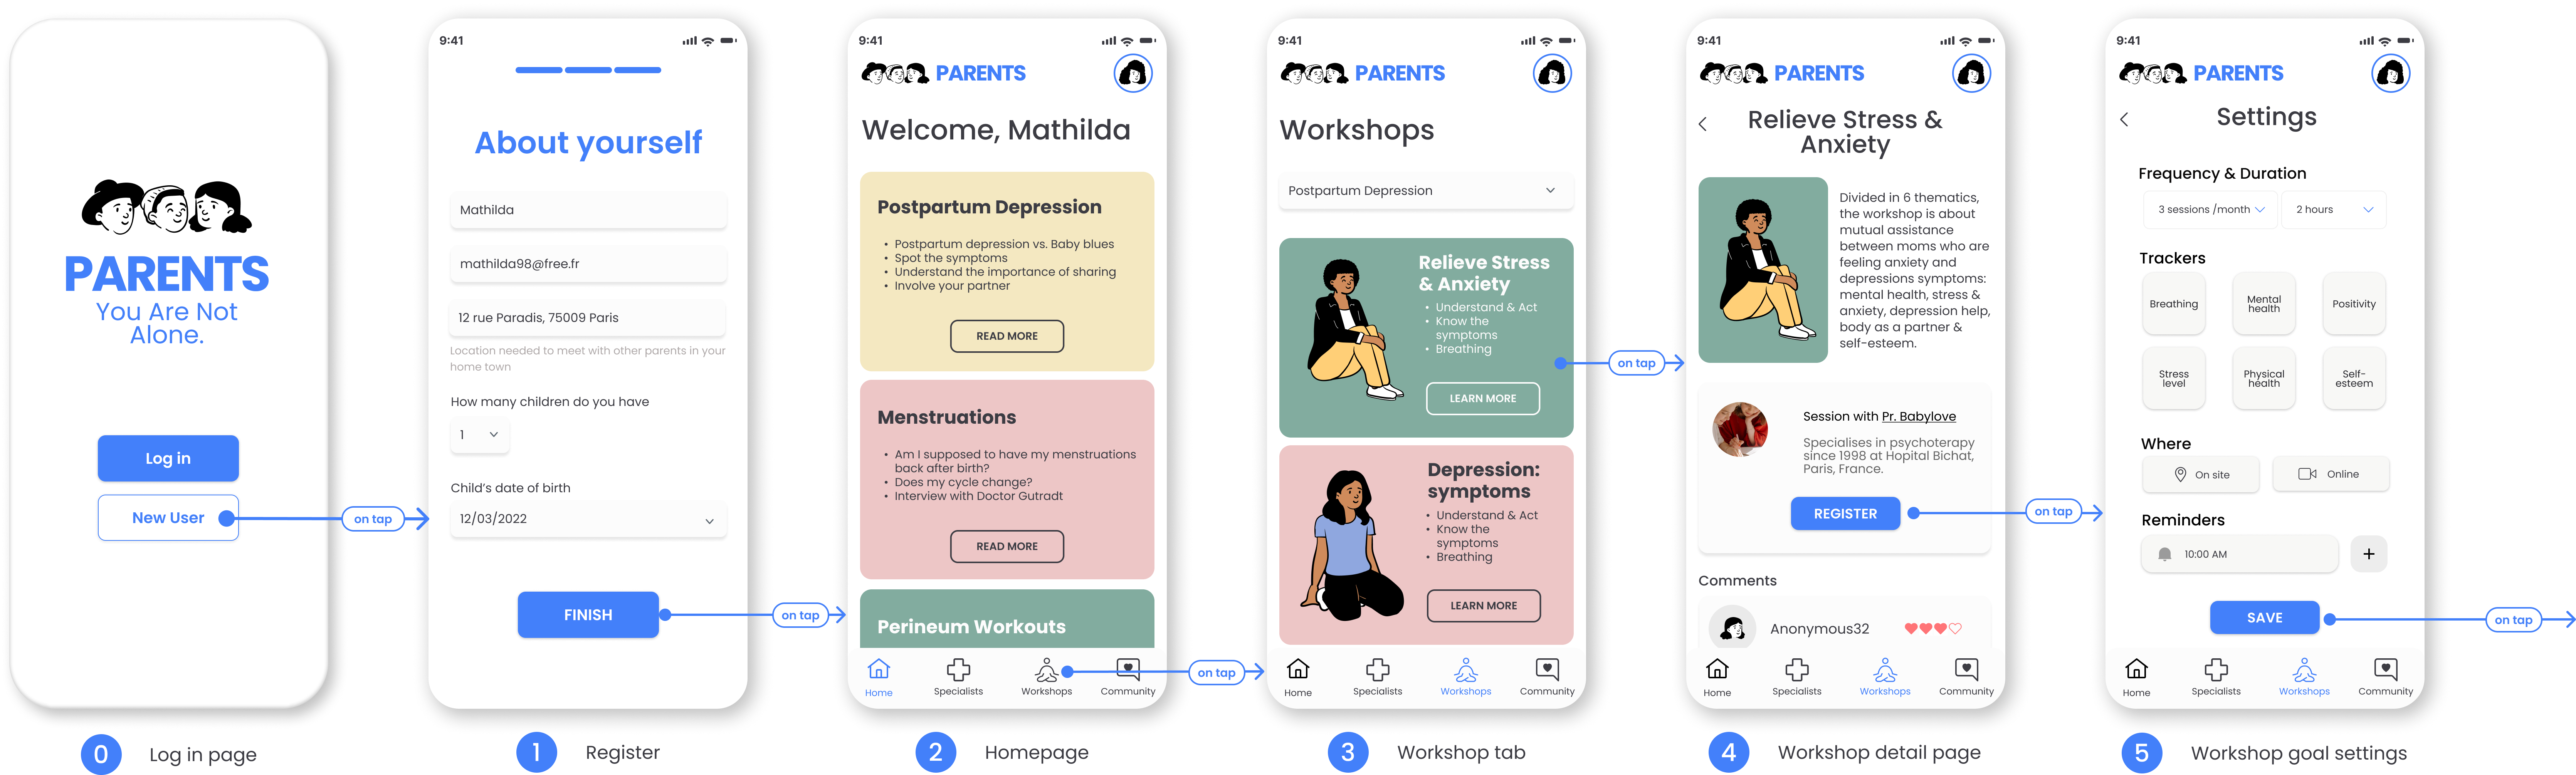 PARENTS
You Are Not
Alone.
Log in
New User
on tap
0
Log in page
9:41
About yourself
Mathilda
mathilda98@free.fr
12 rue Paradis, 75009 Paris
Location needed to meet with other parents in your
home town
How many children do you have
1
Child's date of birth
12/03/2022
FINISH
on tap
1
Register
9:41
PARENTS
Welcome, Mathilda
Postpartum Depression
• Postpartum depression vs. Baby blues
• Spot the symptoms
• Understand the importance of sharing
• Involve your partner
READ MORE
Menstruations
• Am I supposed to have my menstruations
back after birth?
• Does my cycle change?
• Interview with Doctor Gutradt
READ MORE
Perineum Workouts
Home
Specialists
Workshops
Community
on tap
2
Homepage
9:41
PARENTS
Workshops
Postpartum Depression
Relieve Stress
& Anxiety
• Understand & Act
• Know the
symptoms
• Breathing
LEARN MORE
on tap
Depression:
symptoms
• Understand & Act
• Know the
symptoms
• Breathing
LEARN MORE
Home
Specialists
Workshops
Community
3
Workshop tab
9:41
PARENTS
Relieve Stress &
Anxiety
Divided in 6 thematics,
the workshop is about
mutual assistance
between moms who are
feeling anxiety and
depressions symptoms:
mental health, stress &
anxiety, depression help,
body as a partner &
self-esteem.
Session with Pr. Babylove
Specialises in psychoterapy
since 1998 at Hopital Bichat,
Paris, France.
REGISTER
on tap
Comments
Anonymous32
Home
Specialists
Workshops
Community
4
Workshop detail page
9:41
PARENTS
Settings
Frequency & Duration
3 sessions /month
2 hours
Trackers
Breathing
Mental
health
Positivity
Stress
level
Physical
health
Self-
esteem
Where
On site
Online
Reminders
10:00 AM
+
SAVE
on tap
Home
Specialists
Workshops
Community
5
Workshop goal settings